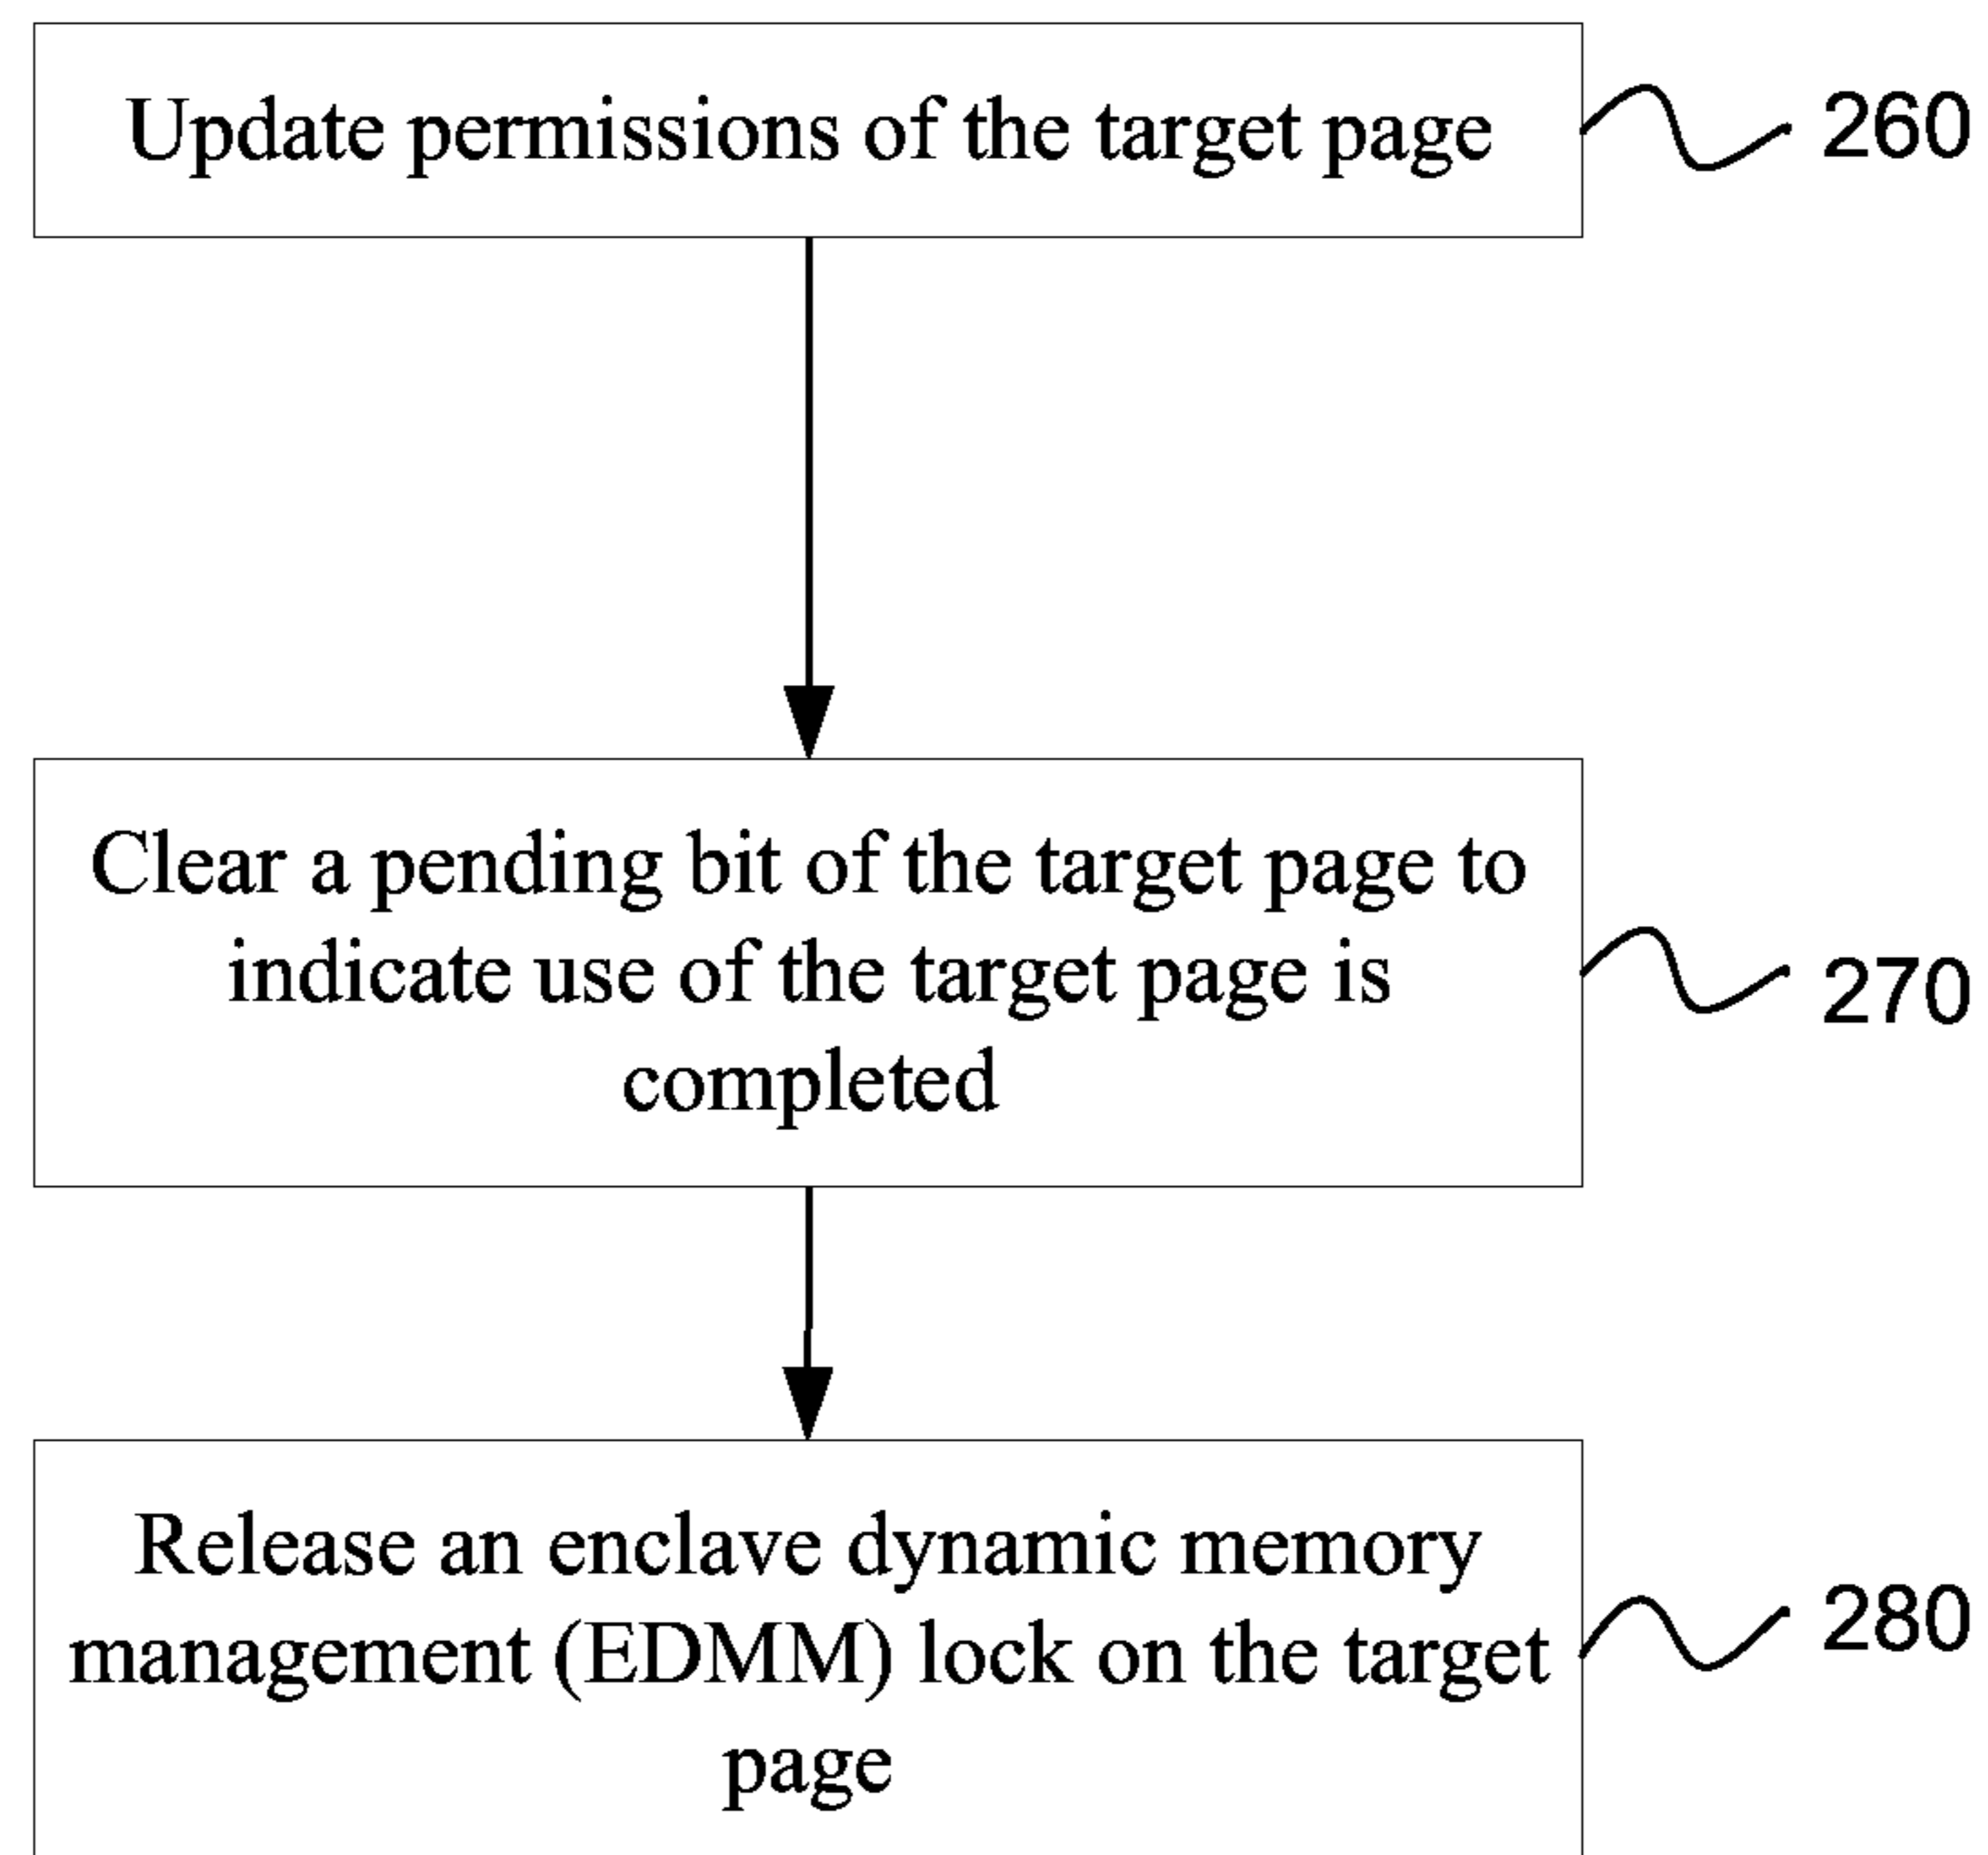 Update permissions of the target page
260
Clear a pending bit of the target page to
indicate use of the target page is
completed
270
Release an enclave dynamic memory
management (EDMM) lock on the target
page
280